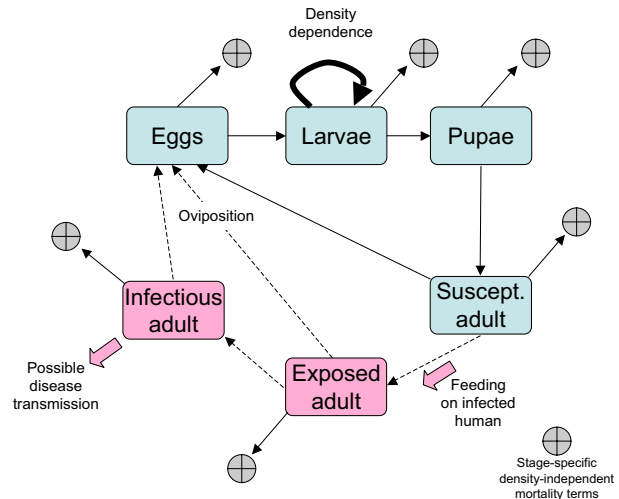 Density
dependence
Eggs
Larvae
Pupae
Oviposition
Infectious
adult
Suscept.
adult
Possible
disease
transmission
Exposed
adult
Feeding
on infected
human
Stage-specific
density-independent
mortality terms